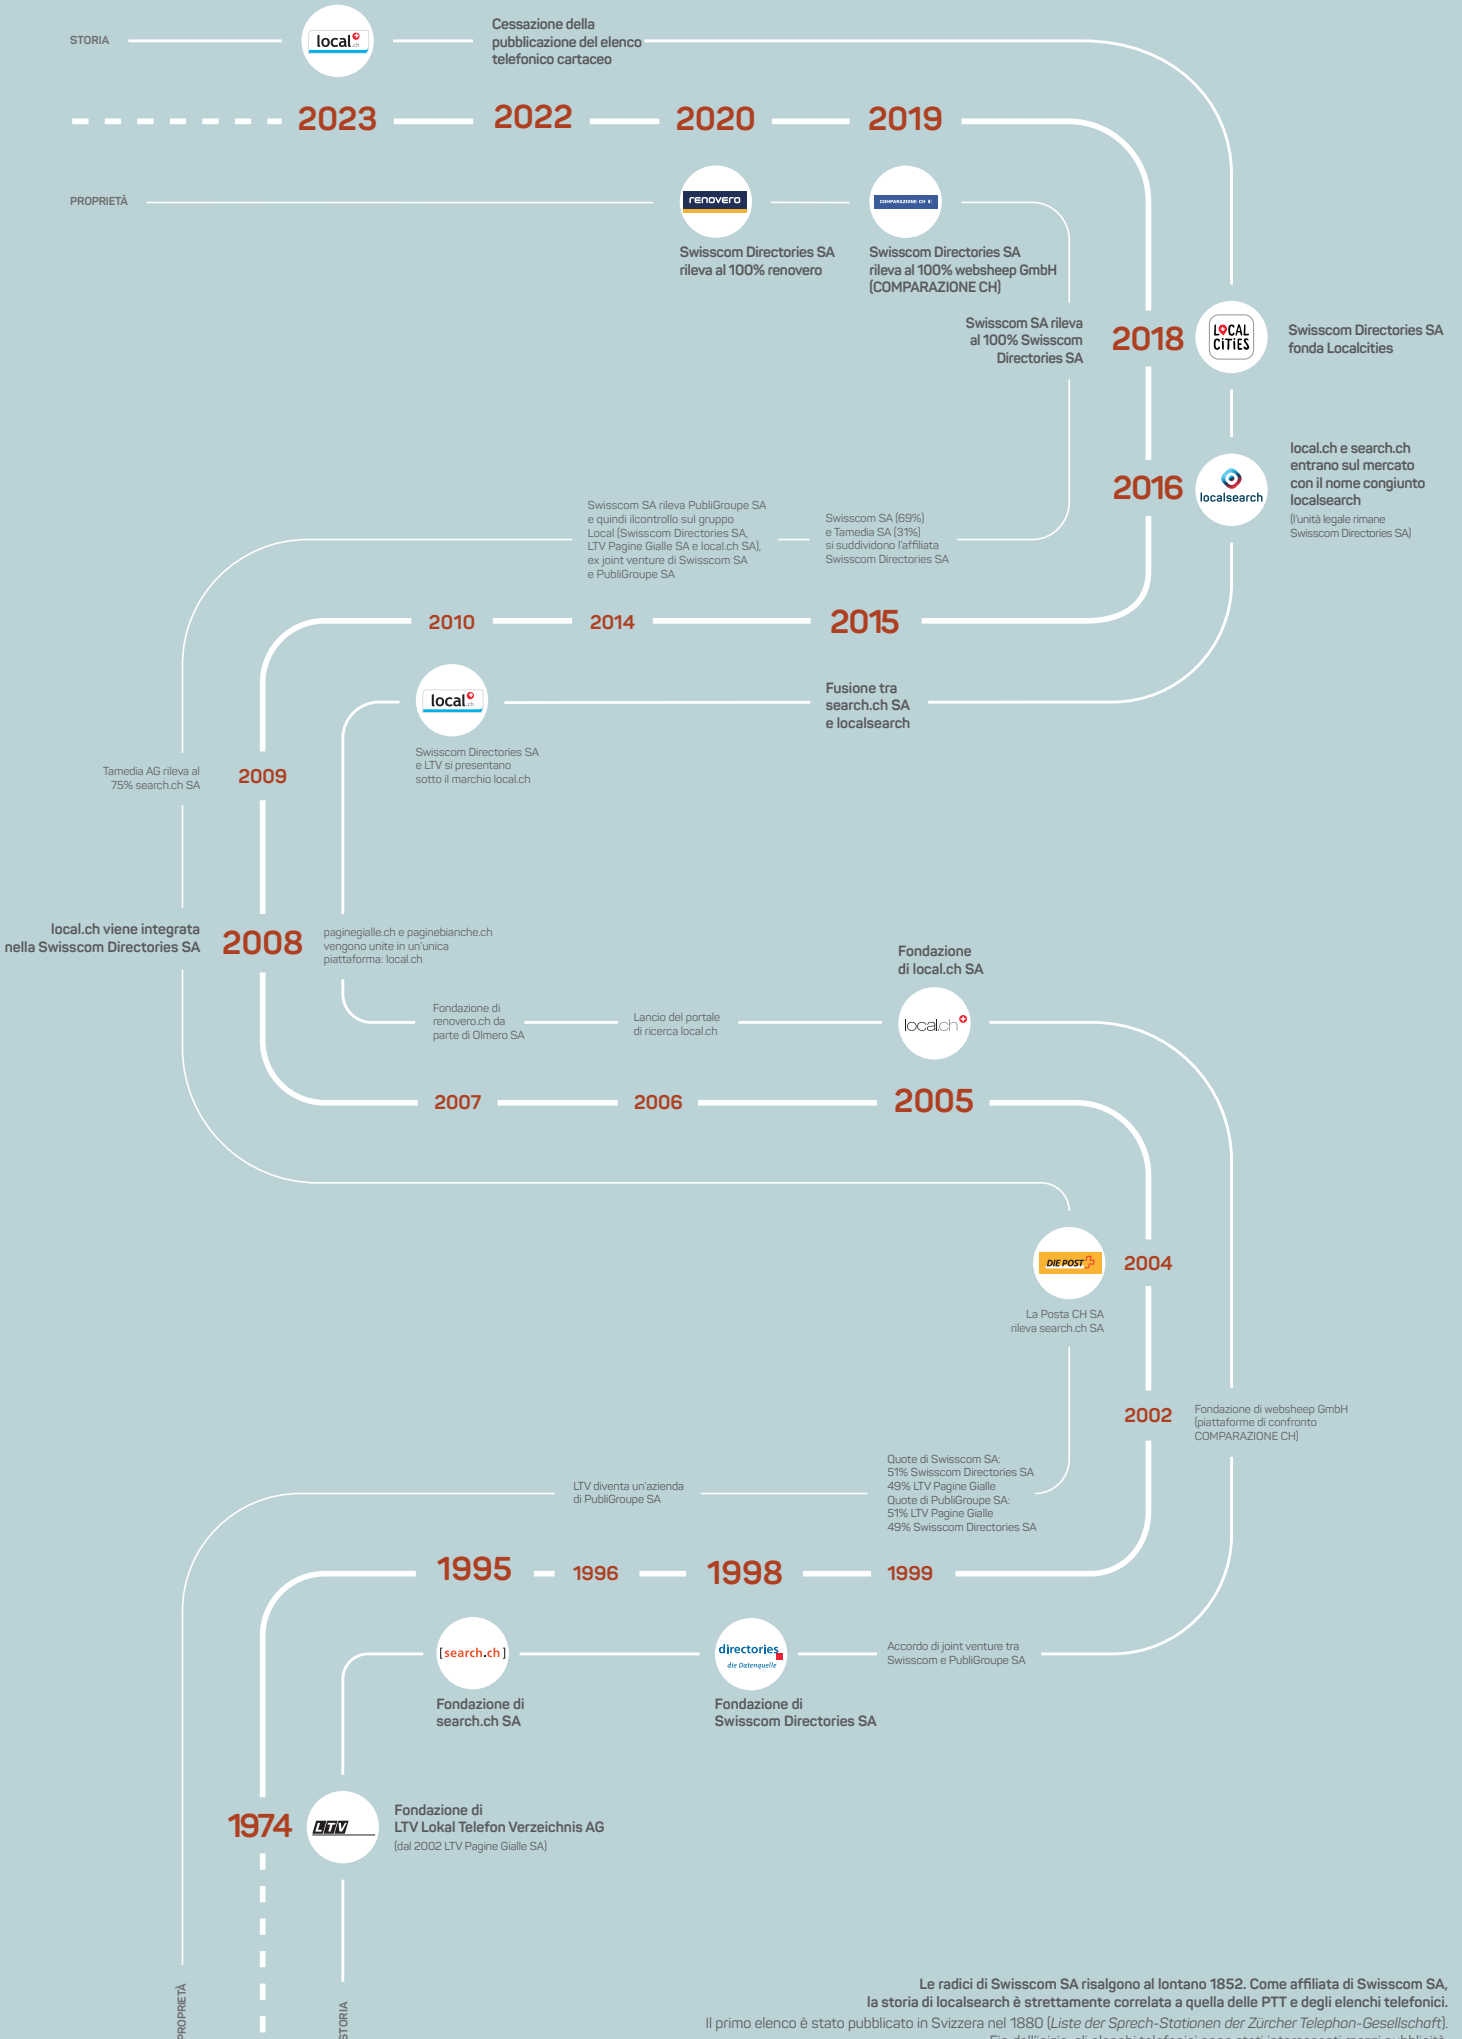 STORIA
local.ch
Cessazione della
pubblicazione del elenco
telefonico cartaceo
2023
2022
2020
2019
PROPRIETÀ
renovero
COMPARAZIONE CH
Swisscom Directories SA
rileva al 100% renovero
Swisscom Directories SA
rileva al 100% websheep GmbH
(COMPARAZIONE CH)
Swisscom SA rileva
al 100% Swisscom
Directories SA
2018
LOCAL
CiTiES
Swisscom Directories SA
fonda Localcities
2016
localsearch
local.ch e search.ch
entrano sul mercato
con il nome congiunto
localsearch
(l'unità legale rimane
Swisscom Directories SA)
Swisscom SA rileva PubliGroupe SA
e quindi ilcontrollo sul gruppo
Local (Swisscom Directories SA,
LTV Pagine Gialle SA e local.ch SA),
ex joint venture di Swisscom SA
e PubliGroupe SA
Swisscom SA (69%)
e Tamedia SA (31%)
si suddividono l'affiliata
Swisscom Directories SA
2010
2014
2015
local.ch
Swisscom Directories SA
e LTV si presentano
sotto il marchio local.ch
Fusione tra
search.ch SA
e localsearch
Tamedia AG rileva al
75% search.ch SA
2009
local.ch viene integrata
nella Swisscom Directories SA
2008
paginegialle.ch e paginebianche.ch
vengono unite in un'unica
piattaforma: local.ch
Fondazione di
renovero.ch da
parte di Olmero SA
Lancio del portale
di ricerca local.ch
Fondazione
di local.ch SA
local.ch
2007
2006
2005
DIE POST
2004
La Posta CH SA
rileva search.ch SA
2002
Fondazione di websheep GmbH
(piattaforme di confronto
COMPARAZIONE CH)
LTV diventa un'azienda
di PubliGroupe SA
Quote di Swisscom SA:
51% Swisscom Directories SA
49% LTV Pagine Gialle
Quote di PubliGroupe SA:
51% LTV Pagine Gialle
49% Swisscom Directories SA
1995
1996
1998
1999
[search.ch]
Fondazione di
search.ch SA
directories
die Datenquelle
Fondazione di
Swisscom Directories SA
Accordo di joint venture tra
Swisscom e PubliGroupe SA
1974
LTV
Fondazione di
LTV Lokal Telefon Verzeichnis AG
(dal 2002 LTV Pagine Gialle SA)
PROPRIETÀ
STORIA
Le radici di Swisscom SA risalgono al lontano 1852. Come affiliata di Swisscom SA,
la storia di localsearch è strettamente correlata a quella delle PTT e degli elenchi telefonici.
Il primo elenco è stato pubblicato in Svizzera nel 1880 (Liste der Sprech-Stationen der Zürcher Telephon-Gesellschaft).